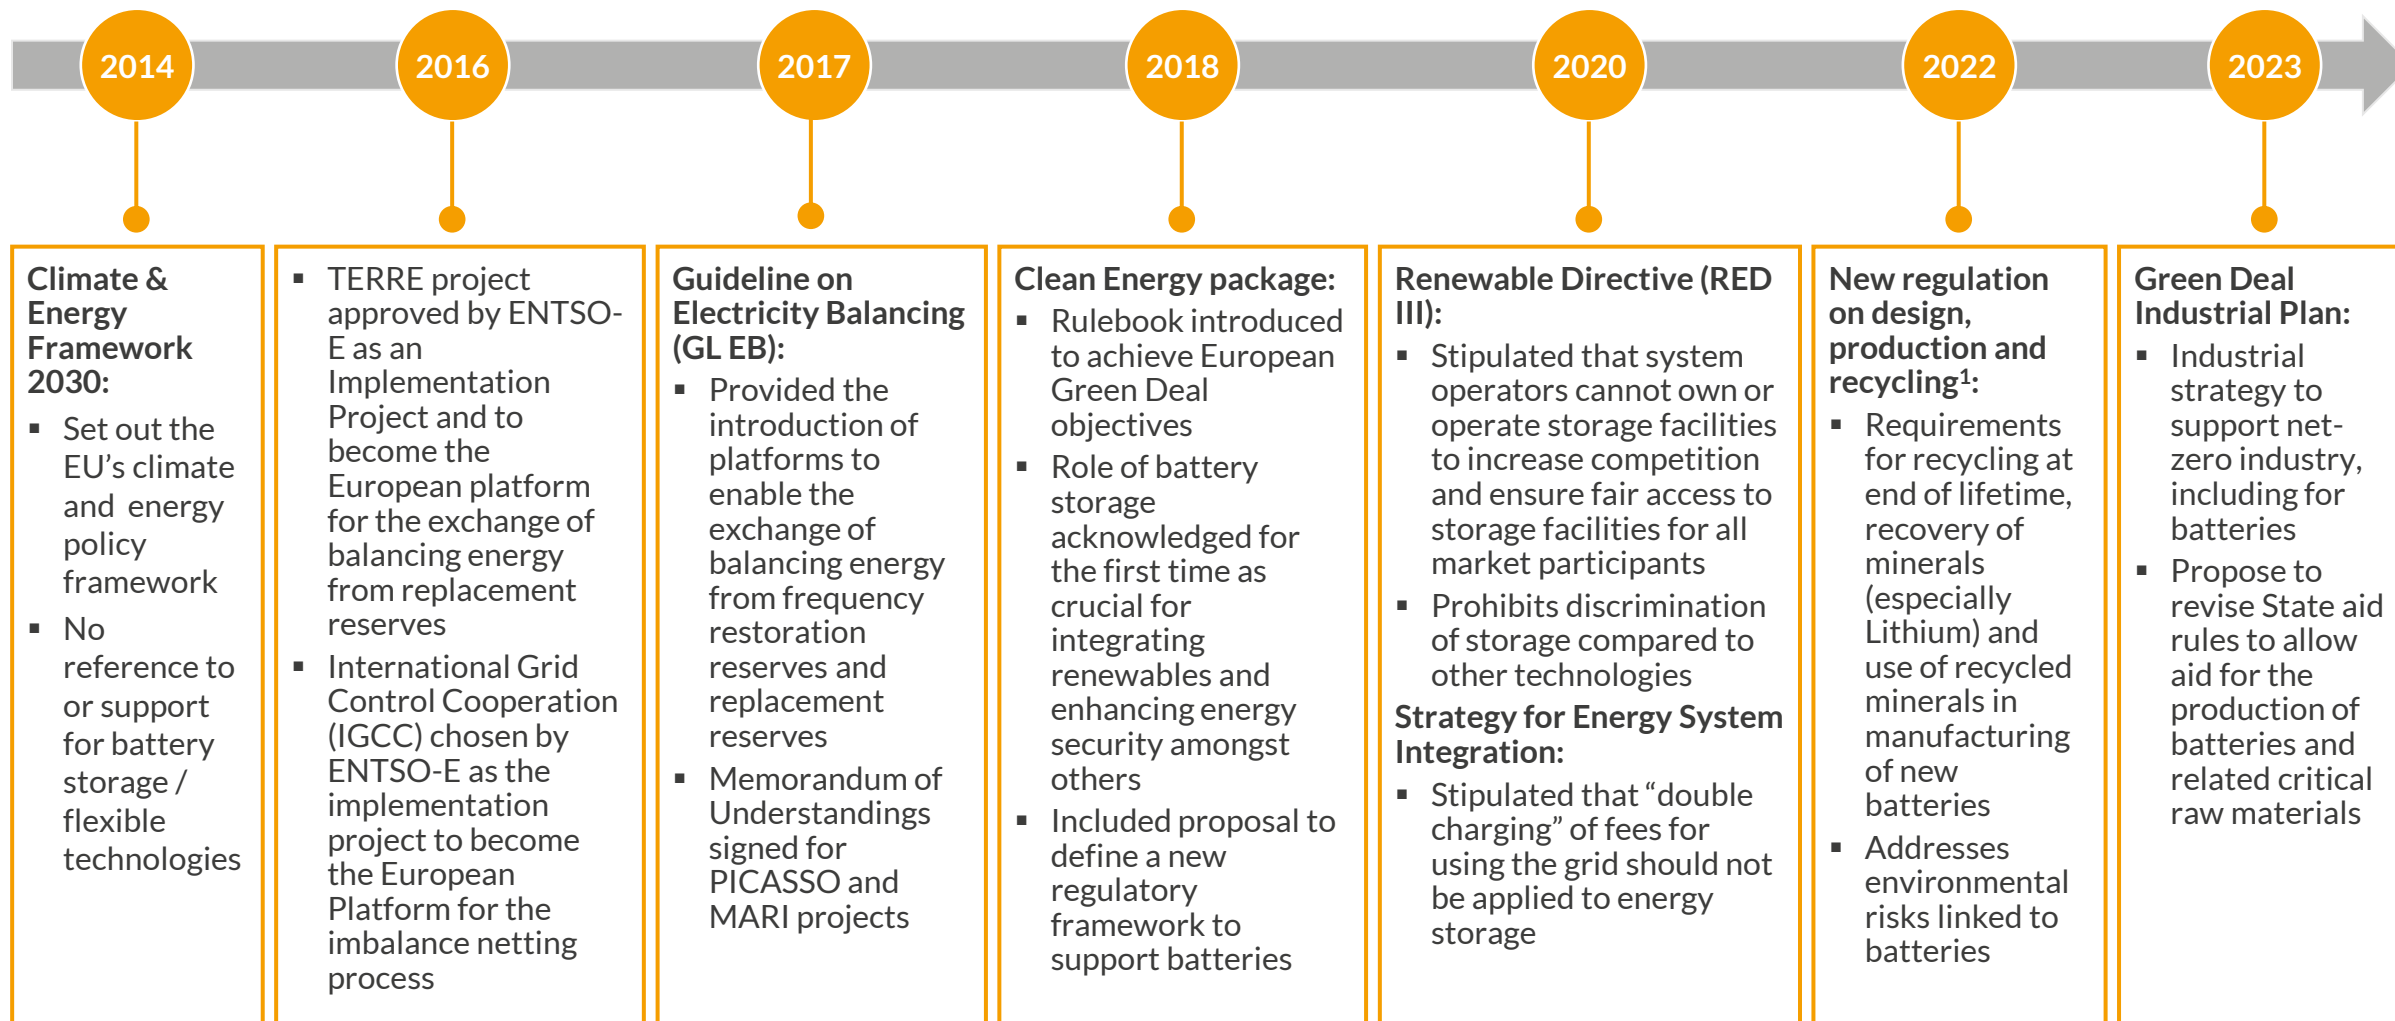 2014
2016
2017
2018
2020
2022
2023
Climate &
Energy
Framework
2030:
▪ Set out the
EU’s climate
and  energy
policy
framework
▪ No
reference to
or support
for battery
storage /
flexible
technologies
▪ TERRE project
approved by ENTSO-
E as an
Implementation
Project and to
become the
European platform
for the exchange of
balancing energy
from replacement
reserves
▪ International Grid
Control Cooperation
(IGCC) chosen by
ENTSO-E as the
implementation
project to become
the European
Platform for the
imbalance netting
process
Guideline on
Electricity Balancing
(GL EB):
▪ Provided the
introduction of
platforms to
enable the
exchange of
balancing energy
from frequency
restoration
reserves and
replacement
reserves
▪ Memorandum of
Understandings
signed for
PICASSO and
MARI projects
Clean Energy package:
▪ Rulebook introduced
to achieve European
Green Deal
objectives
▪ Role of battery
storage
acknowledged for
the first time as
crucial for
integrating
renewables and
enhancing energy
security amongst
others
▪ Included proposal to
define a new
regulatory
framework to
support batteries
Renewable Directive (RED
III):
▪ Stipulated that system
operators cannot own or
operate storage facilities
to increase competition
and ensure fair access to
storage facilities for all
market participants
▪ Prohibits discrimination
of storage compared to
other technologies
Strategy for Energy System
Integration:
▪ Stipulated that “double
charging” of fees for
using the grid should not
be applied to energy
storage
New regulation
on design,
production and
recycling¹:
▪ Requirements
for recycling at
end of lifetime,
recovery of
minerals
(especially
Lithium) and
use of recycled
minerals in
manufacturing
of new
batteries
▪ Addresses
environmental
risks linked to
batteries
Green Deal
Industrial Plan:
▪ Industrial
strategy to
support net-
zero industry,
including for
batteries
▪ Propose to
revise State aid
rules to allow
aid for the
production of
batteries and
related critical
raw materials